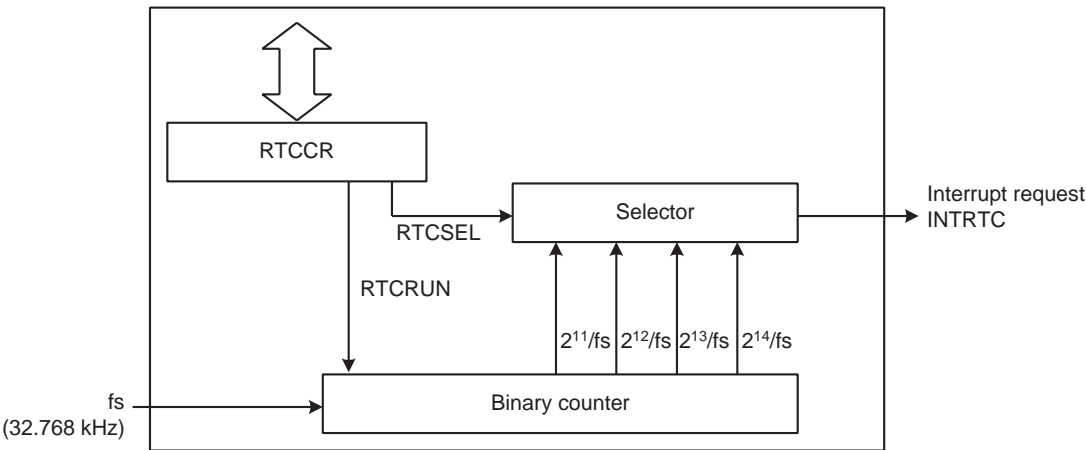 RTCCR
Selector
Interrupt request
INTRTC
RTCSEL
RTCRUN
2¹¹/fs 2¹²/fs 2¹³/fs 2¹⁴/fs
fs
(32.768 kHz)
Binary counter